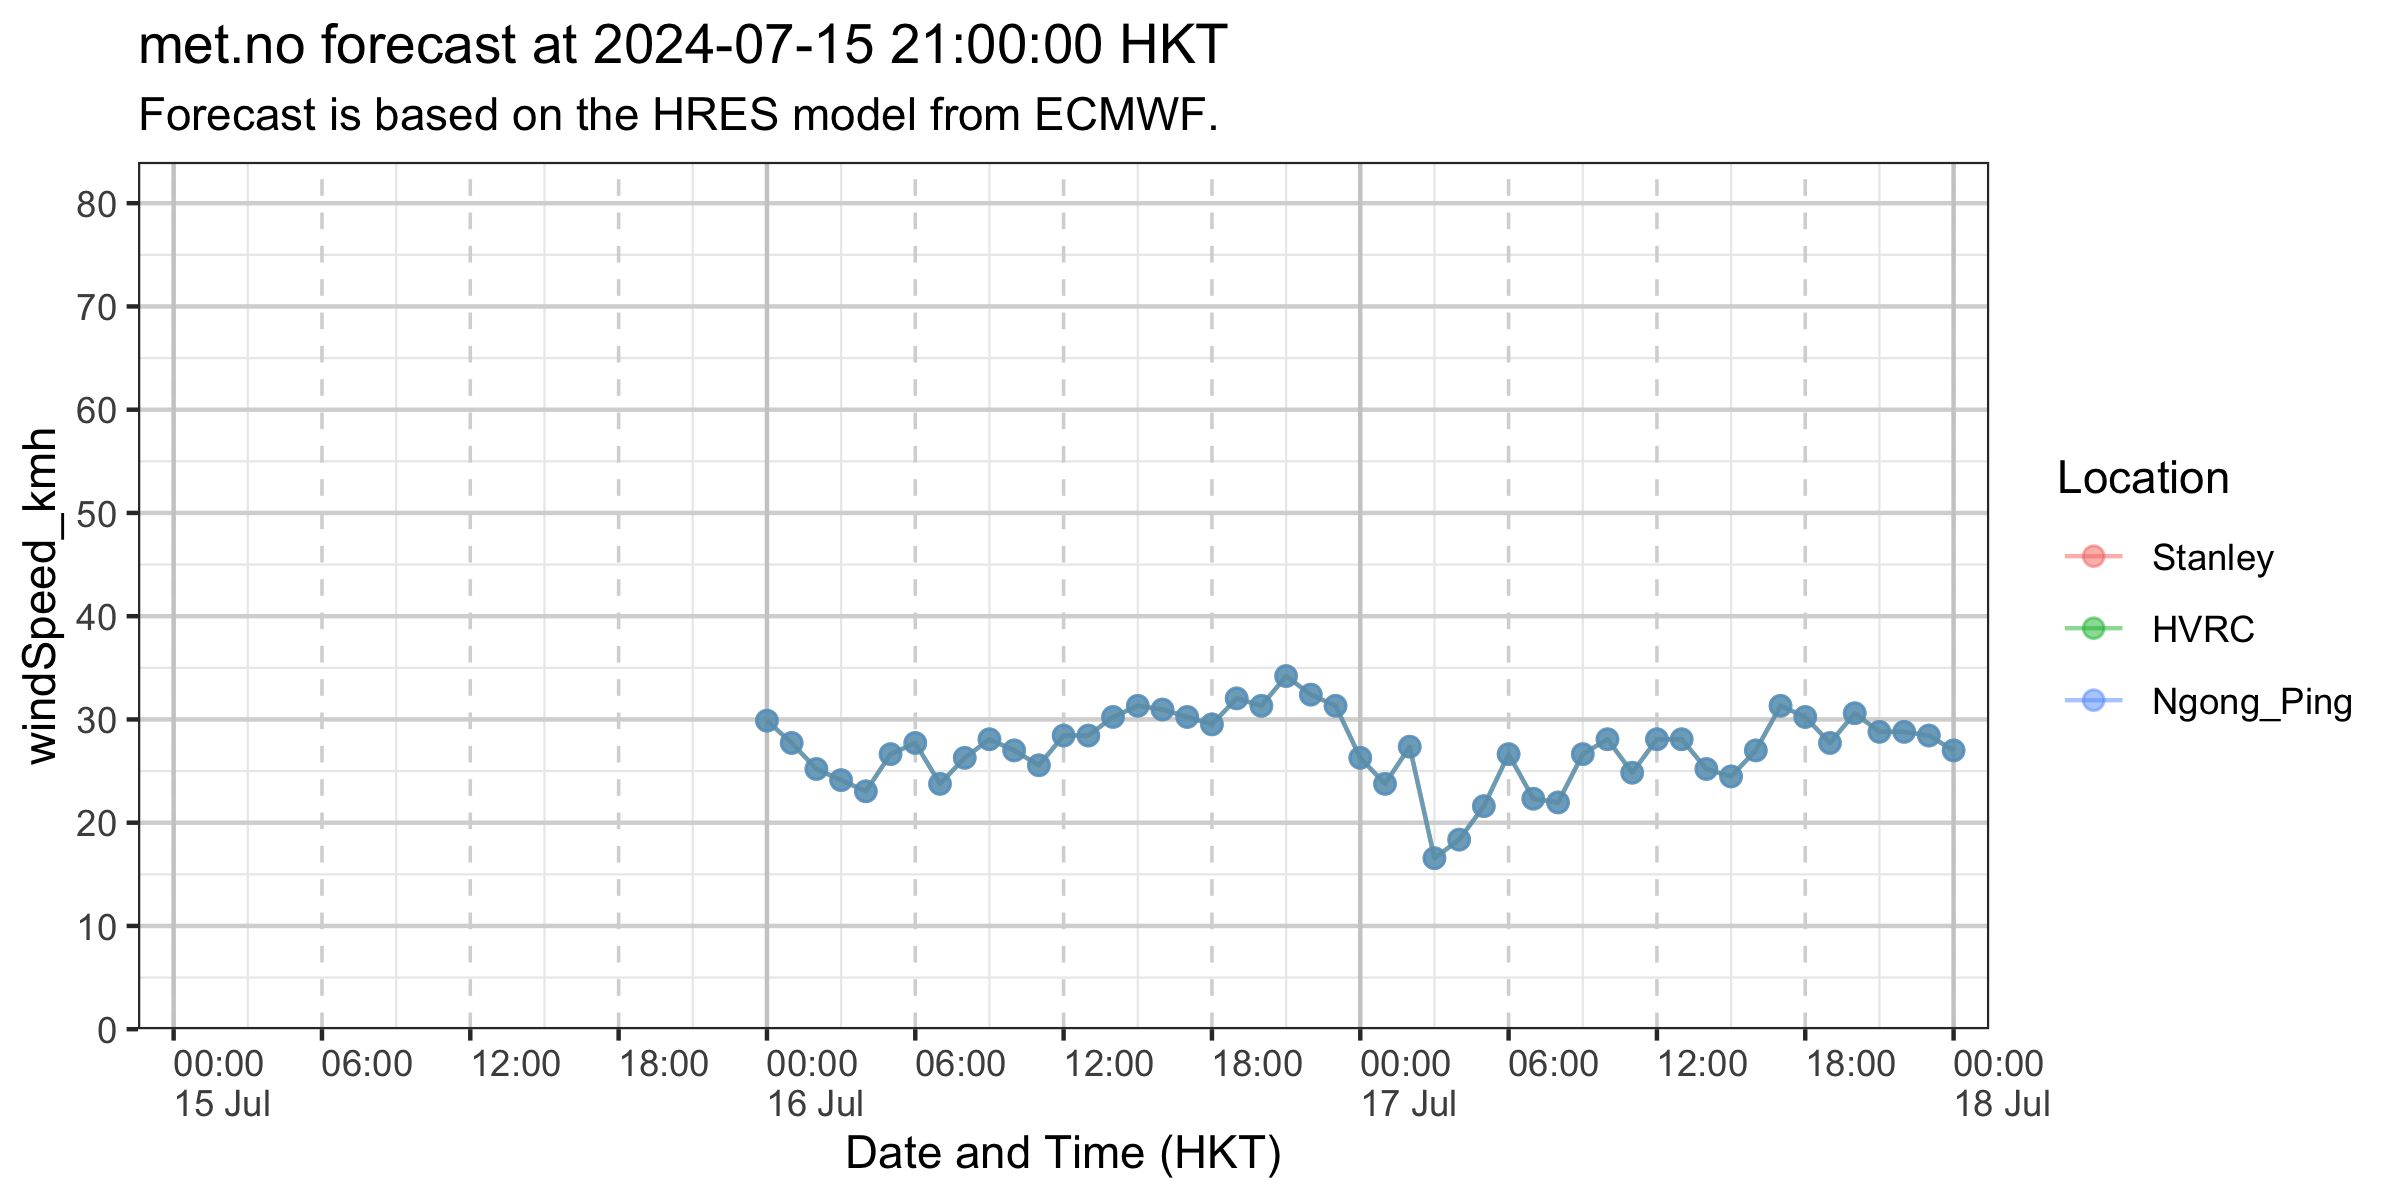 met.no forecast at 2024-07-15 21:00:00 HKT
Forecast is based on the HRES model from ECMWF.
windSpeed_kmh
80
70
60
50
40
30
20
10
0
00:00 06:00 12:00 18:00 00:00 06:00 12:00 18:00 00:00 06:00 12:00 18:00 00:00
15 Jul 16 Jul 17 Jul 18 Jul
Date and Time (HKT)
Location
Stanley
HVRC
Ngong_Ping